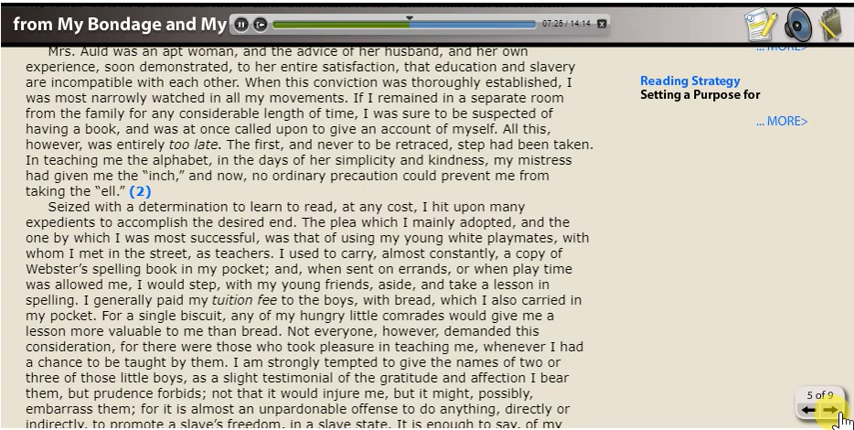 from My Bondage and My
07:25 / 14:14
X
... MORE>
Mrs. Auld was an apt woman, and the advice of her husband, and her own
experience, soon demonstrated, to her entire satisfaction, that education and slavery
are incompatible with each other. When this conviction was thoroughly established, I
was most narrowly watched in all my movements. If I remained in a separate room
from the family for any considerable length of time, I was sure to be suspected of
having a book, and was at once called upon to give an account of myself. All this,
however, was entirely too late. The first, and never to be retraced, step had been taken.
In teaching me the alphabet, in the days of her simplicity and kindness, my mistress
had given me the “inch,” and now, no ordinary precaution could prevent me from
taking the “ell.” (2)
Seized with a determination to learn to read, at any cost, I hit upon many
expedients to accomplish the desired end. The plea which I mainly adopted, and the
one by which I was most successful, was that of using my young white playmates, with
whom I met in the street, as teachers. I used to carry, almost constantly, a copy of
Webster’s spelling book in my pocket; and, when sent on errands, or when play time
was allowed me, I would step, with my young friends, aside, and take a lesson in
spelling. I generally paid my tuition fee to the boys, with bread, which I also carried in
my pocket. For a single biscuit, any of my hungry little comrades would give me a
lesson more valuable to me than bread. Not everyone, however, demanded this
consideration, for there were those who took pleasure in teaching me, whenever I had
a chance to be taught by them. I am strongly tempted to give the names of two or
three of those little boys, as a slight testimonial of the gratitude and affection I bear
them, but prudence forbids; not that it would injure me, but it might, possibly,
embarrass them; for it is almost an unpardonable offense to do anything, directly or
indirectly, to promote a slave’s freedom, in a slave state. It is enough to say, of my
Reading Strategy
Setting a Purpose for
... MORE>
5 of 9